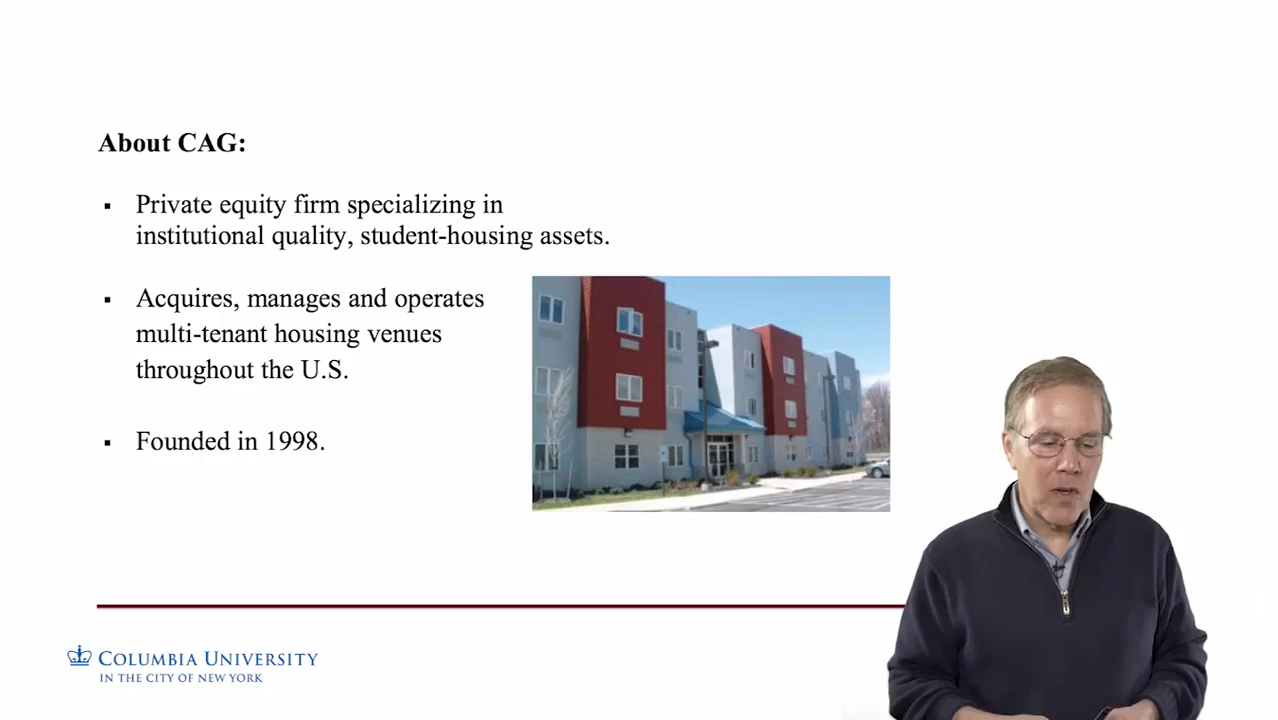 About CAG:
▪ Private equity firm specializing in
institutional quality, student-housing assets.
▪ Acquires, manages and operates
multi-tenant housing venues
throughout the U.S.
▪ Founded in 1998.
COLUMBIA UNIVERSITY
IN THE CITY OF NEW YORK